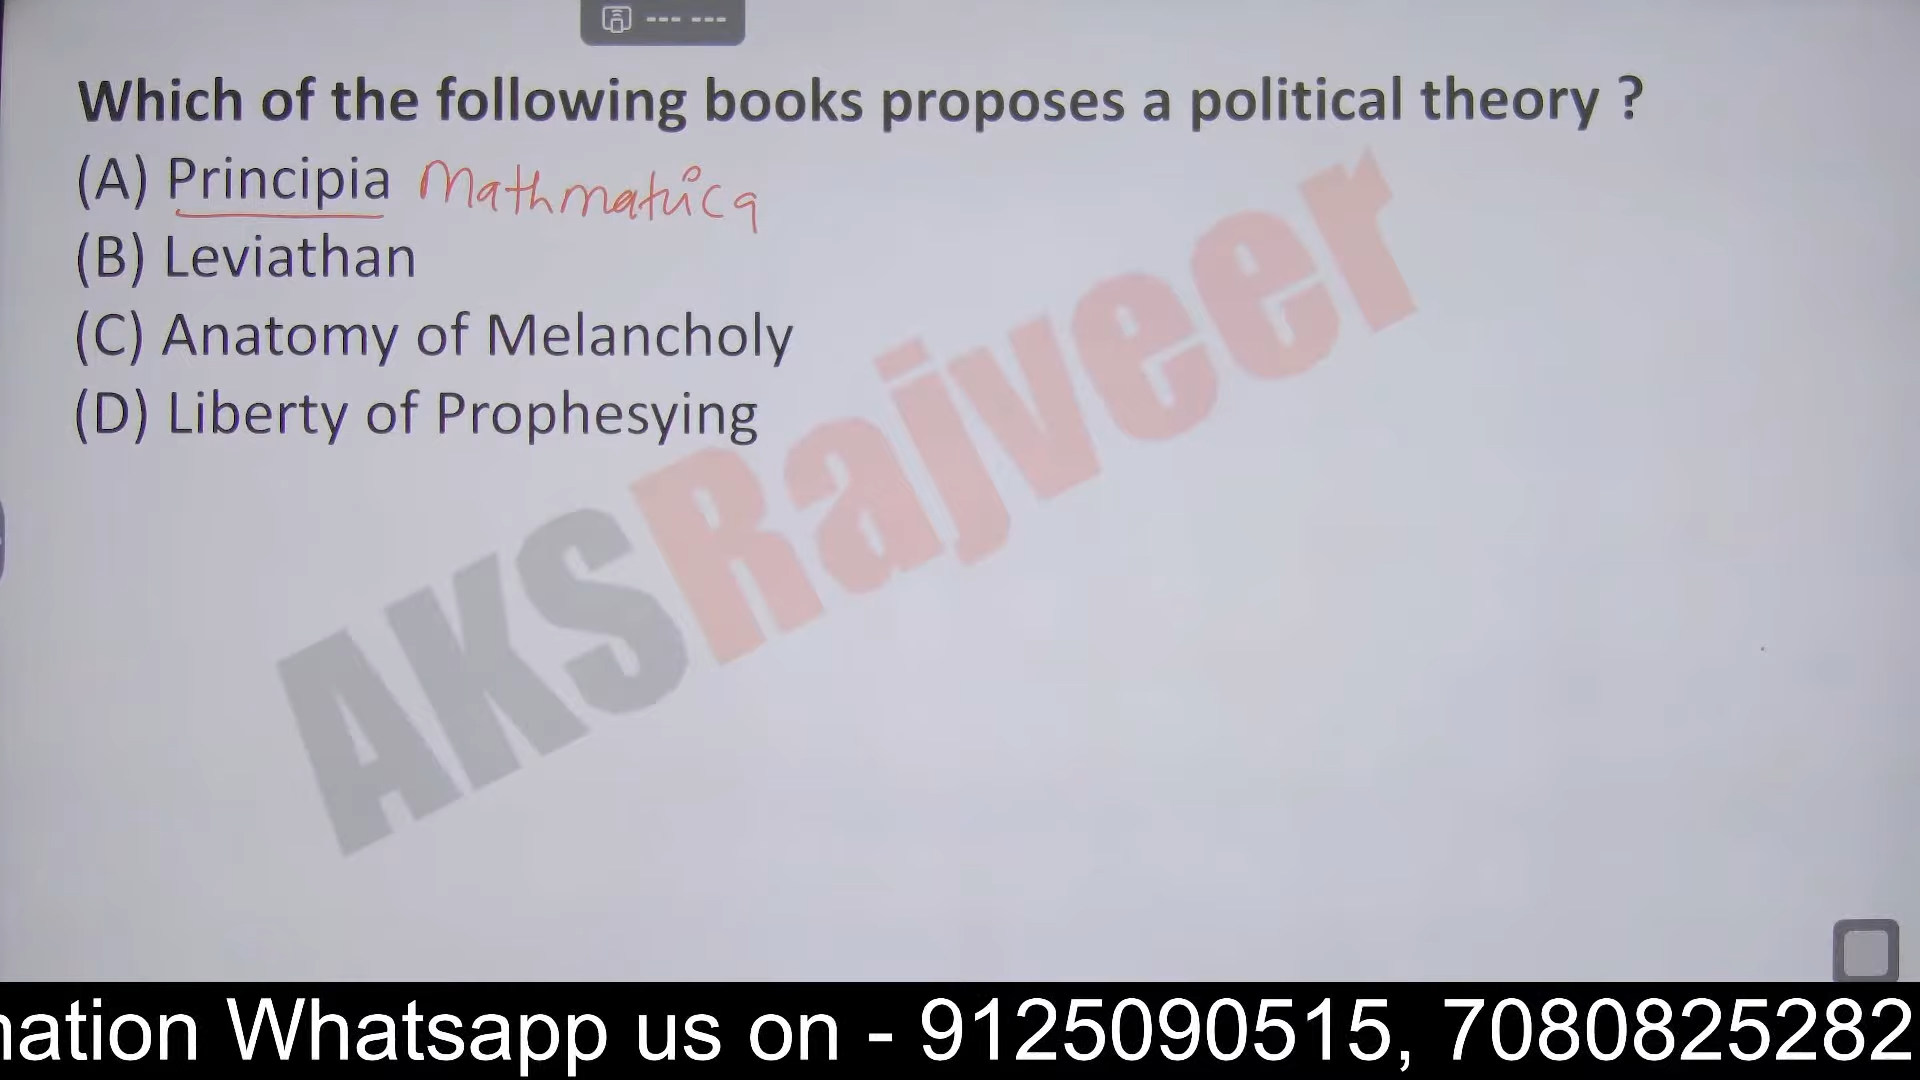 --- ---
Which of the following books proposes a political theory ?
(A) Principia Mathmatica
(B) Leviathan
(C) Anatomy of Melancholy
(D) Liberty of Prophesying
AKSRajveer
nation Whatsapp us on - 9125090515, 7080825282